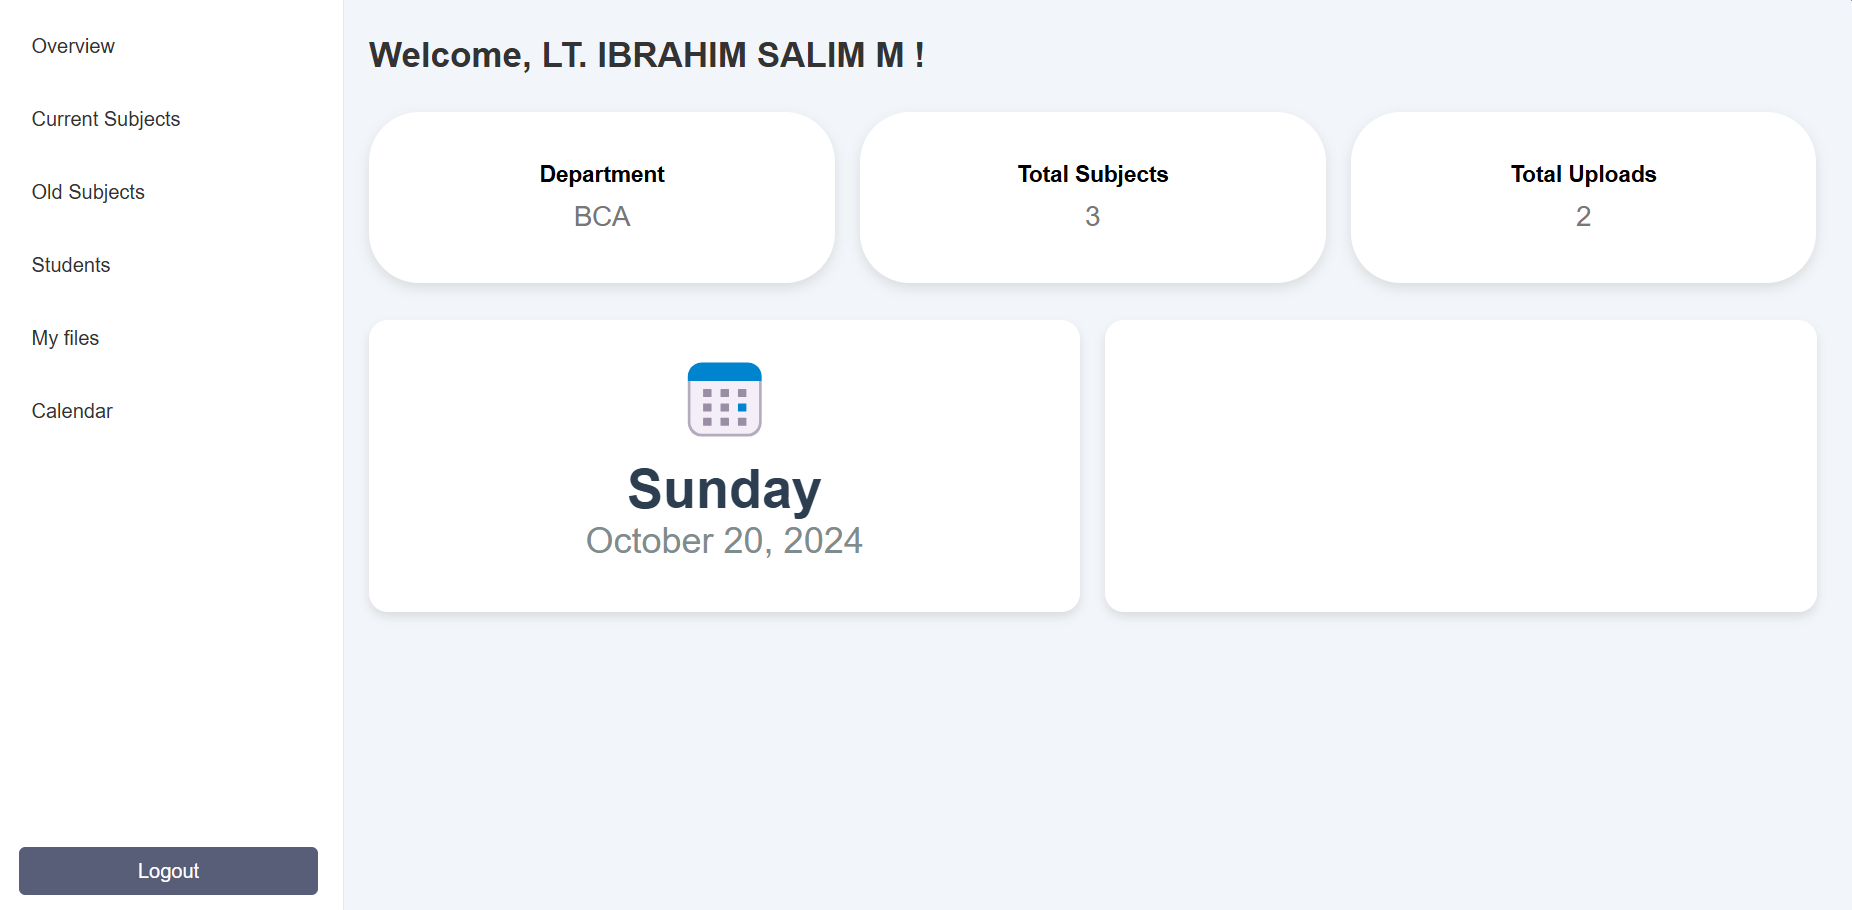 Overview
Current Subjects
Old Subjects
Students
My files
Calendar
Logout
Welcome, LT. IBRAHIM SALIM M !
Department
BCA
Total Subjects
3
Total Uploads
2
Sunday
October 20, 2024